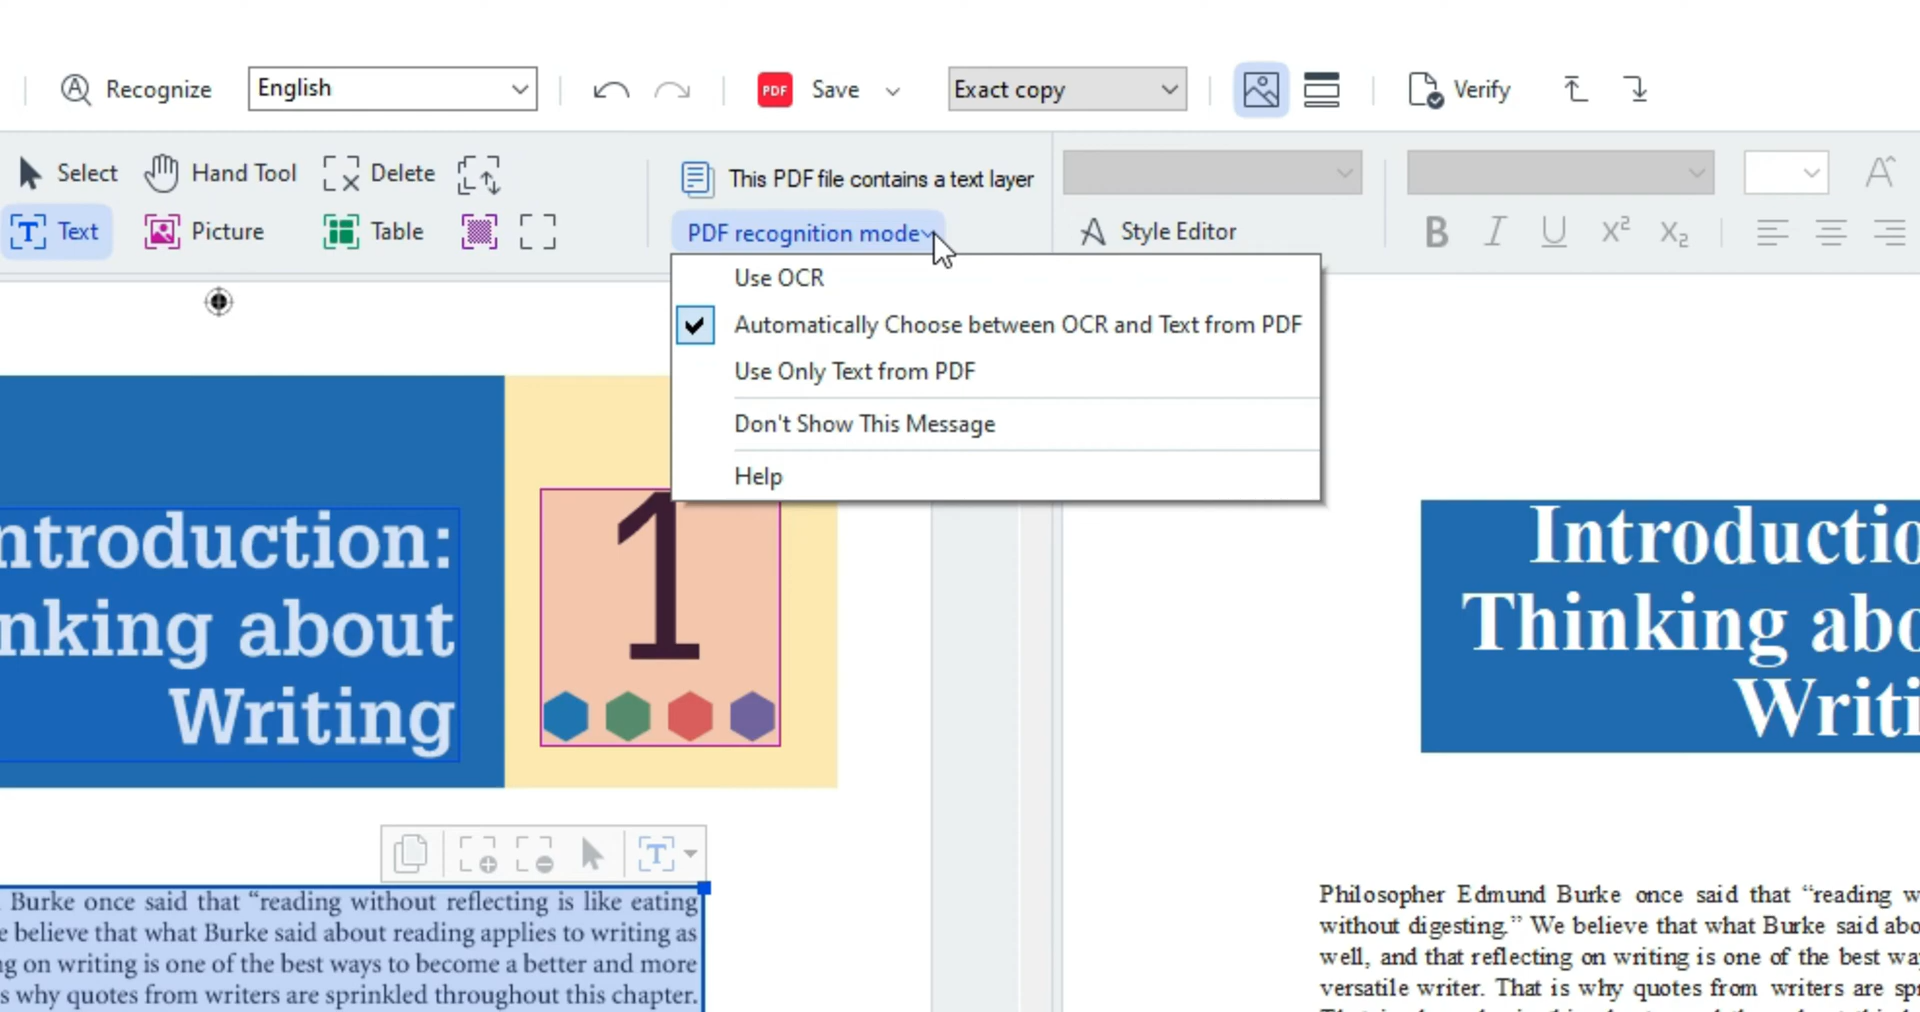 Recognize English PDF Save Exact copy Verify
Select Hand Tool Delete This PDF file contains a text layer
Text Picture Table PDF recognition mode Style Editor B I U X² X₂
Use OCR
Automatically Choose between OCR and Text from PDF
Use Only Text from PDF
Don't Show This Message
Help
ntroduction:
nking about
Writing
1
Burke once said that “reading without reflecting is like eating
e believe that what Burke said about reading applies to writing as
ng on writing is one of the best ways to become a better and more
s why quotes from writers are sprinkled throughout this chapter.
Introductio
Thinking abo
Writi
Philosopher Edmund Burke once said that “reading w
without digesting.” We believe that what Burke said abo
well, and that reflecting on writing is one of the best wa
versatile writer. That is why quotes from writers are spr